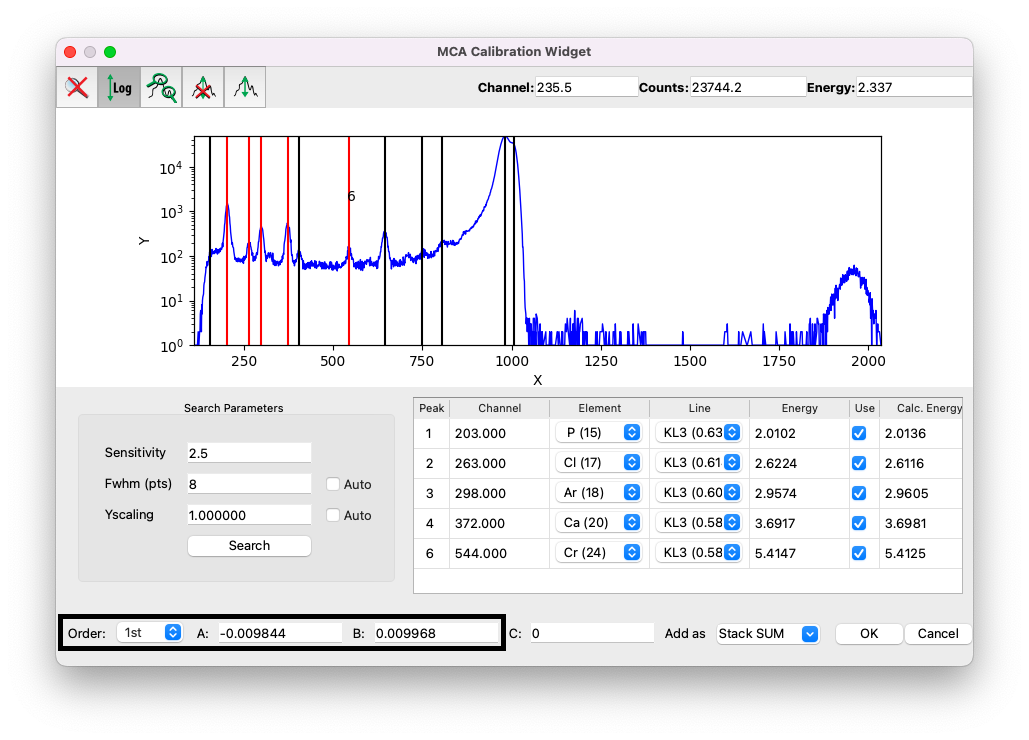 MCA Calibration Widget
Log Channel: 235.5 Counts: 23744.2 Energy: 2.337
10^4
10^3
10^2
10^1
10^0
Y
6
250 500 750 1000 1250 1500 1750 2000
X
Search Parameters
Sensitivity 2.5
Fwhm (pts) 8 Auto
Yscaling 1.000000 Auto
Search
Peak Channel Element Line Energy Use Calc. Energy
1 203.000 P (15) KL3 (0.63 2.0102 2.0136
2 263.000 Cl (17) KL3 (0.61 2.6224 2.6116
3 298.000 Ar (18) KL3 (0.60 2.9574 2.9605
4 372.000 Ca (20) KL3 (0.58 3.6917 3.6981
6 544.000 Cr (24) KL3 (0.58 5.4147 5.4125
Order: 1st A: -0.009844 B: 0.009968 C: 0 Add as Stack SUM OK Cancel